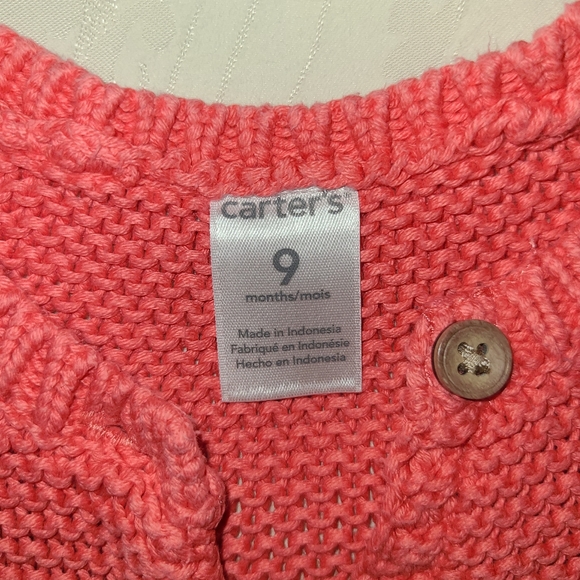 carter's
9
months/mois
Made in Indonesia
Fabriqué en Indonésie
Hecho en Indonesia